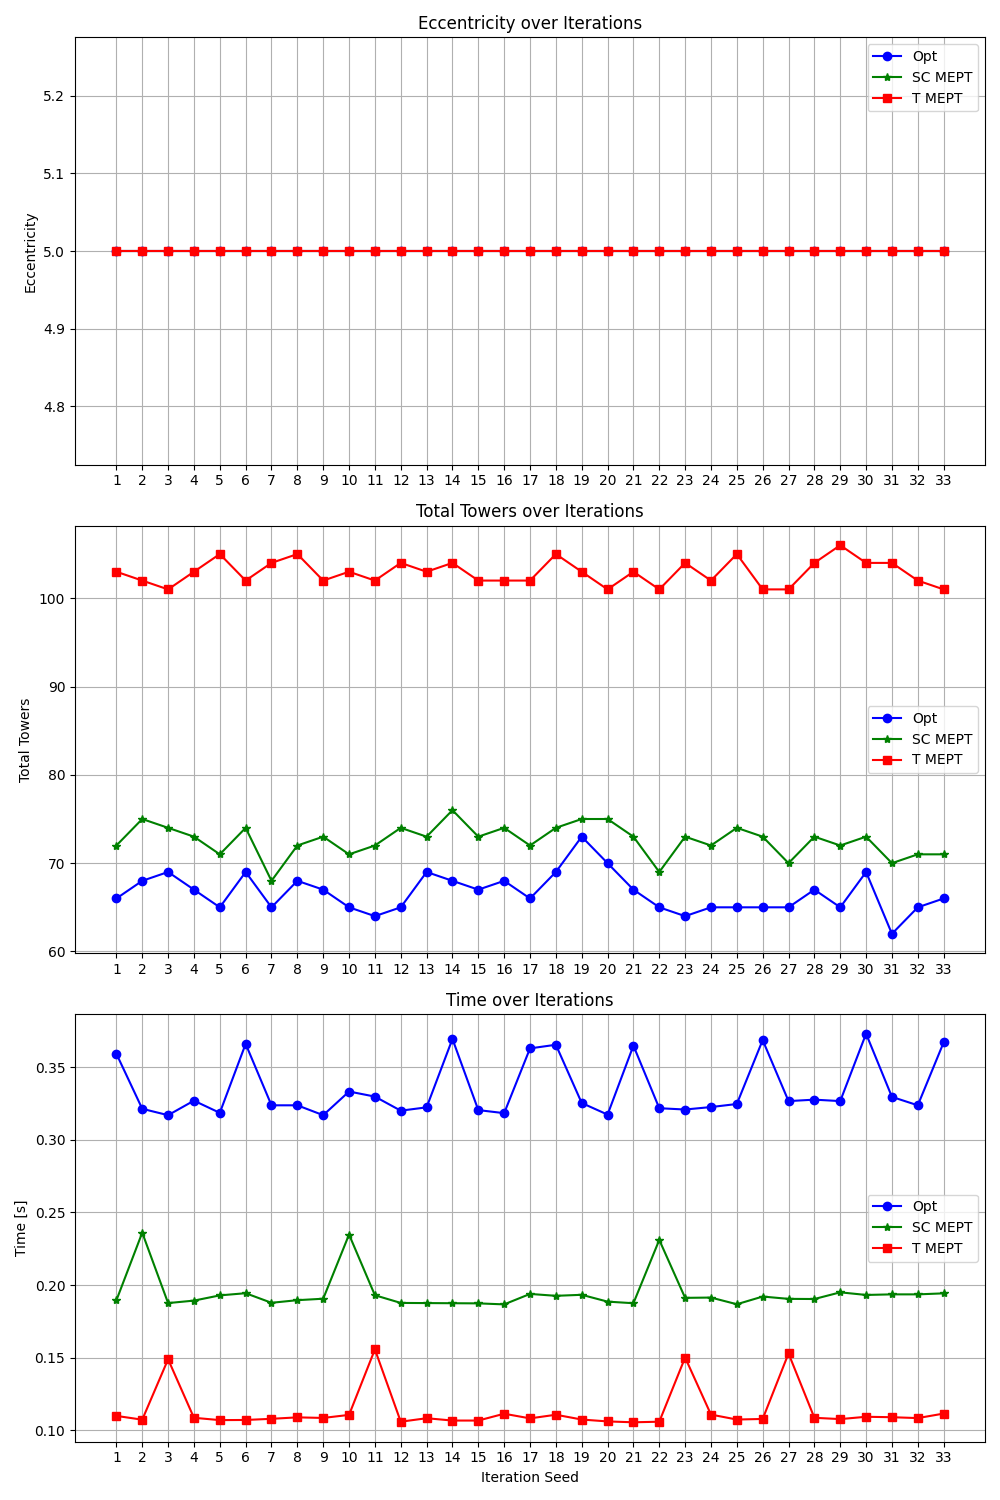 Eccentricity over Iterations
Opt
SC MEPT
T MEPT
5.2
5.1
5.0
4.9
4.8
Eccentricity
1 2 3 4 5 6 7 8 9 10 11 12 13 14 15 16 17 18 19 20 21 22 23 24 25 26 27 28 29 30 31 32 33
Total Towers over Iterations
100
90
80
70
60
Total Towers
Opt
SC MEPT
T MEPT
1 2 3 4 5 6 7 8 9 10 11 12 13 14 15 16 17 18 19 20 21 22 23 24 25 26 27 28 29 30 31 32 33
Time over Iterations
0.35
0.30
0.25
0.20
0.15
0.10
Time [s]
Opt
SC MEPT
T MEPT
1 2 3 4 5 6 7 8 9 10 11 12 13 14 15 16 17 18 19 20 21 22 23 24 25 26 27 28 29 30 31 32 33
Iteration Seed